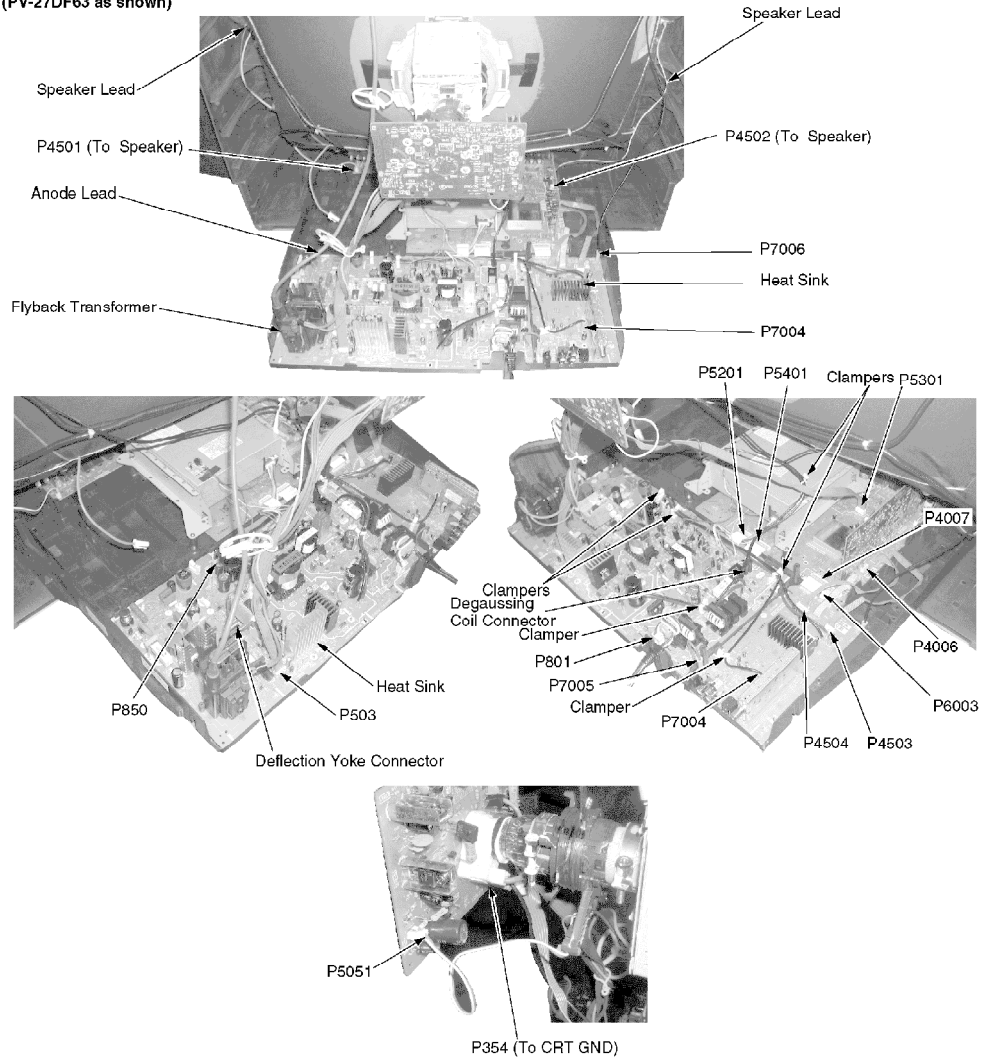 (PV-27DF63 as shown)
Speaker Lead
Speaker Lead
P4501 (To Speaker)
P4502 (To Speaker)
Anode Lead
P7006
Heat Sink
Flyback Transformer
P7004
P5201 P5401 Clampers P5301
P4007
Clampers
Degaussing
Coil Connector
Clamper
P4006
P801
P7005
Heat Sink
P850
P503
Clamper
P7004
P6003
P4504 P4503
Deflection Yoke Connector
P5051
P354 (To CRT GND)